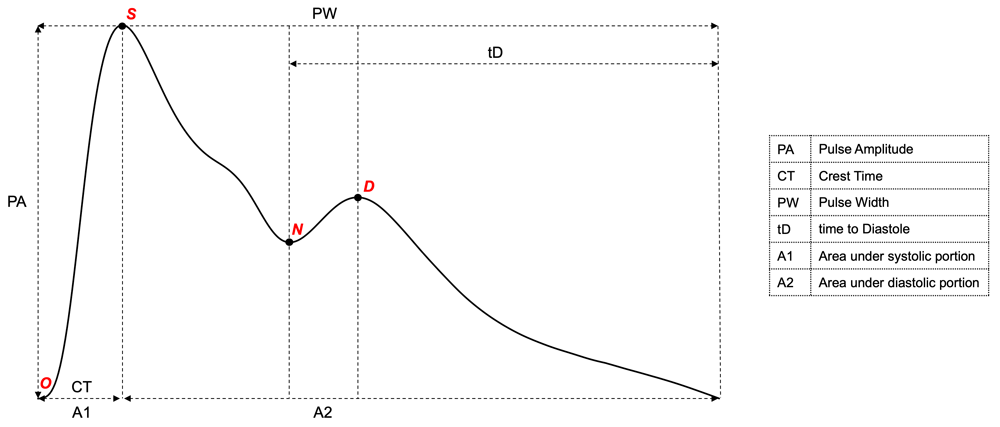 PW
S
tD
D
N
PA
O
CT
A1
A2
PA Pulse Amplitude
CT Crest Time
PW Pulse Width
tD time to Diastole
A1 Area under systolic portion
A2 Area under diastolic portion